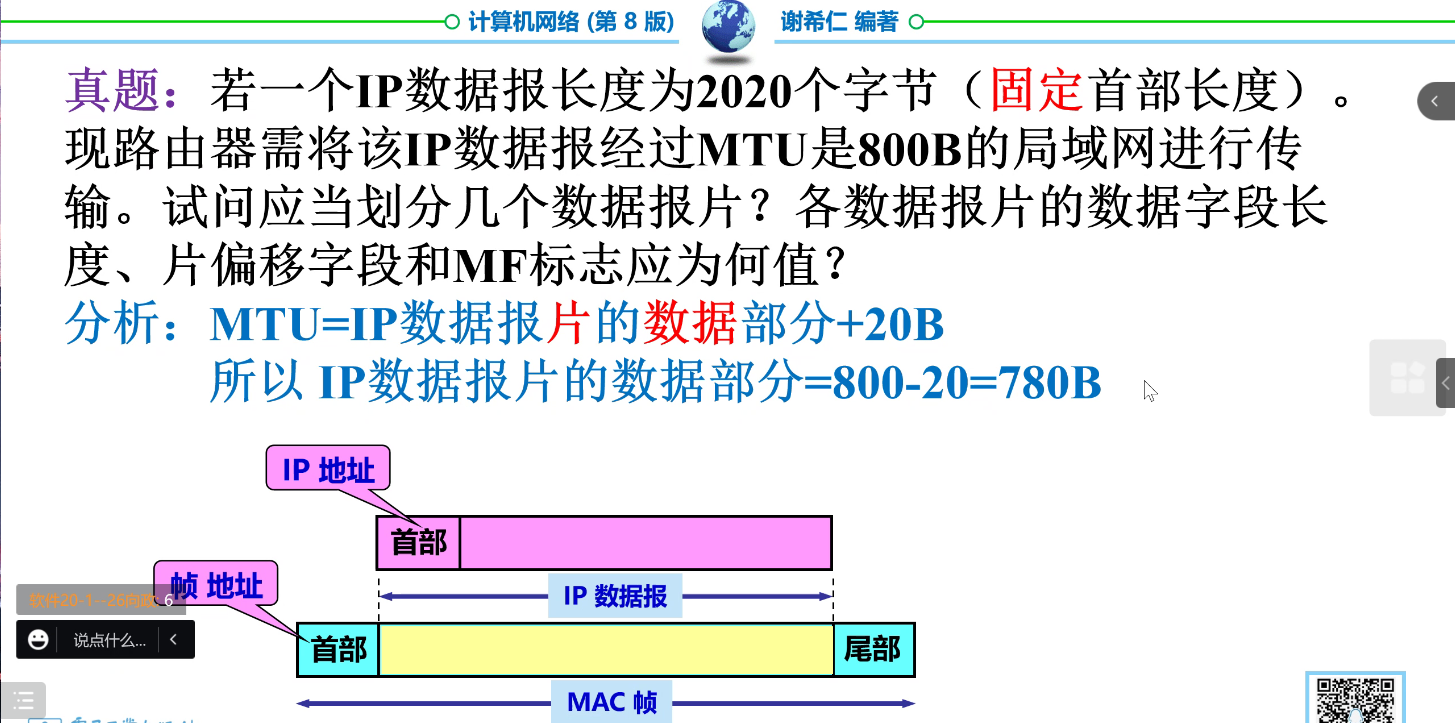 计算机网络 (第 8 版)
谢希仁 编著
真题：若一个IP数据报长度为2020个字节（固定首部长度）。
现路由器需将该IP数据报经过MTU是800B的局域网进行传
输。试问应当划分几个数据报片？各数据报片的数据字段长
度、片偏移字段和MF标志应为何值？
分析：MTU=IP数据报片的数据部分+20B
所以 IP数据报片的数据部分=800-20=780B
IP 地址
首部
帧 地址
IP 数据报
软件20-1--26向政: 6
说点什么...
首部
尾部
MAC 帧